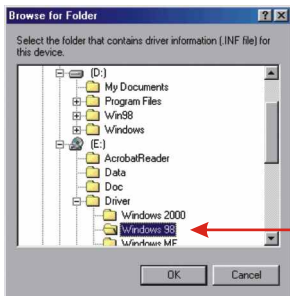 Browse for Folder
Select the folder that contains driver information (.INF file) for
this device.
(D:)
My Documents
Program Files
Win98
Windows
(E:)
AcrobatReader
Data
Doc
Driver
Windows 2000
Windows 98
Windows ME
OK
Cancel